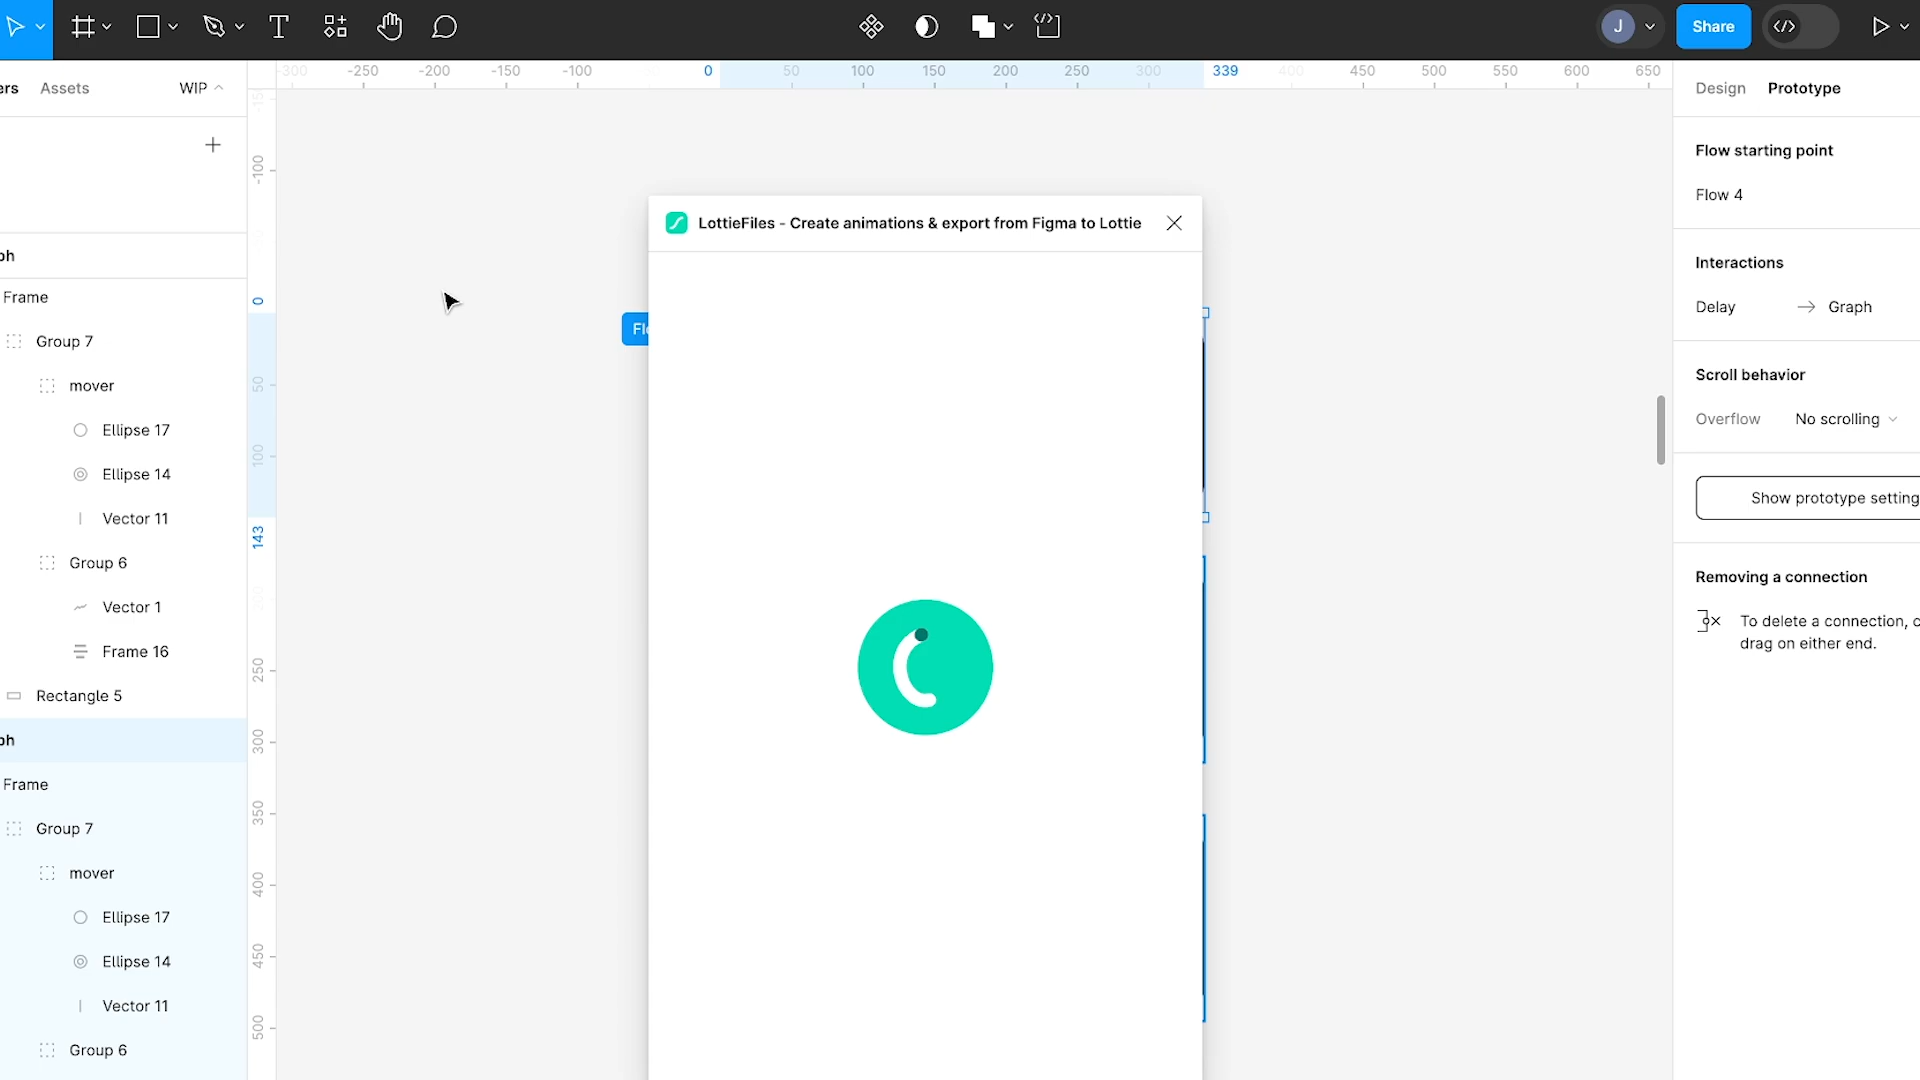 J
Share
-300 -250 -200 -150 -100 0 50 100 150 200 250 300 339 400 450 500 550 600 650
ers Assets WIP
Design Prototype
Flow starting point
Flow 4
Interactions
Delay Graph
Scroll behavior
Overflow No scrolling
Show prototype setting
Removing a connection
To delete a connection, c
drag on either end.
ph
Frame
Group 7
mover
Ellipse 17
Ellipse 14
Vector 11
Group 6
Vector 1
Frame 16
Rectangle 5
ph
Frame
Group 7
mover
Ellipse 17
Ellipse 14
Vector 11
Group 6
-100
0
50
100
143
250
300
350
400
450
500
LottieFiles - Create animations & export from Figma to Lottie
Flo